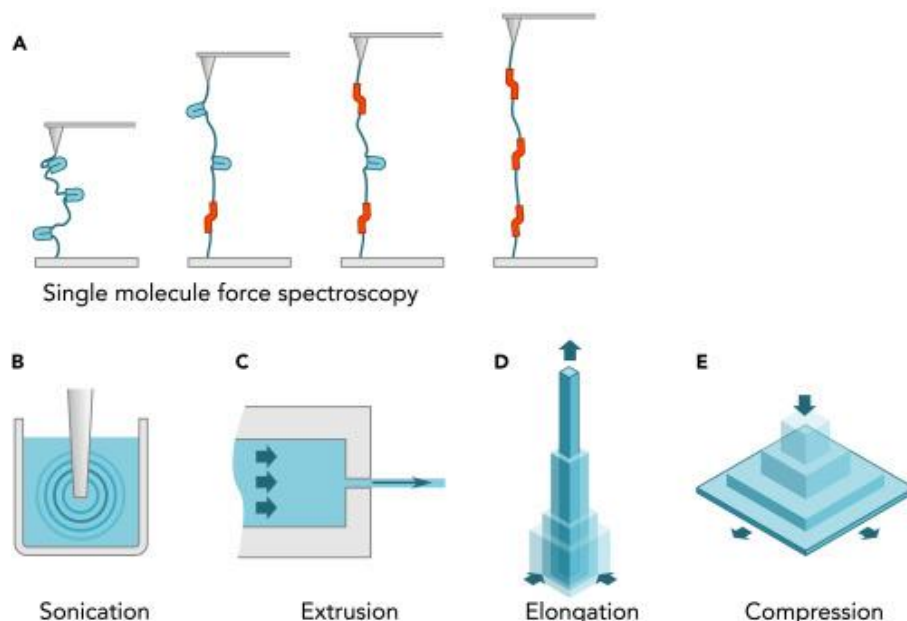 A
Single molecule force spectroscopy
B C D E
Sonication Extrusion Elongation Compression